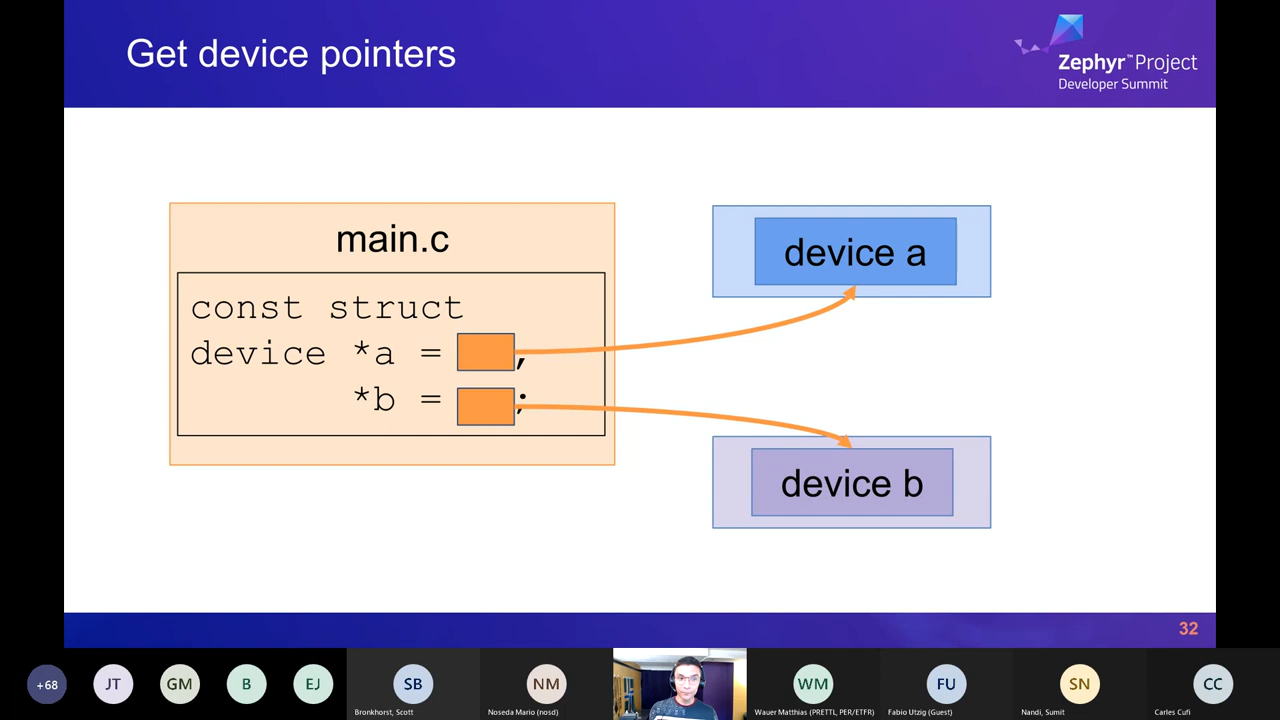 Get device pointers
Zephyr™Project
Developer Summit
main.c
const struct
device *a = ,
*b = ;
device a
device b
32
+68
JT
GM
B
EJ
SB
NM
WM
FU
SN
CC
Bronkhorst, Scott
Noseda Mario (nosd)
Wauer Matthias (PRETTL, PER/ETFR)
Fabio Utzig (Guest)
Nandi, Sumit
Carles Cufi